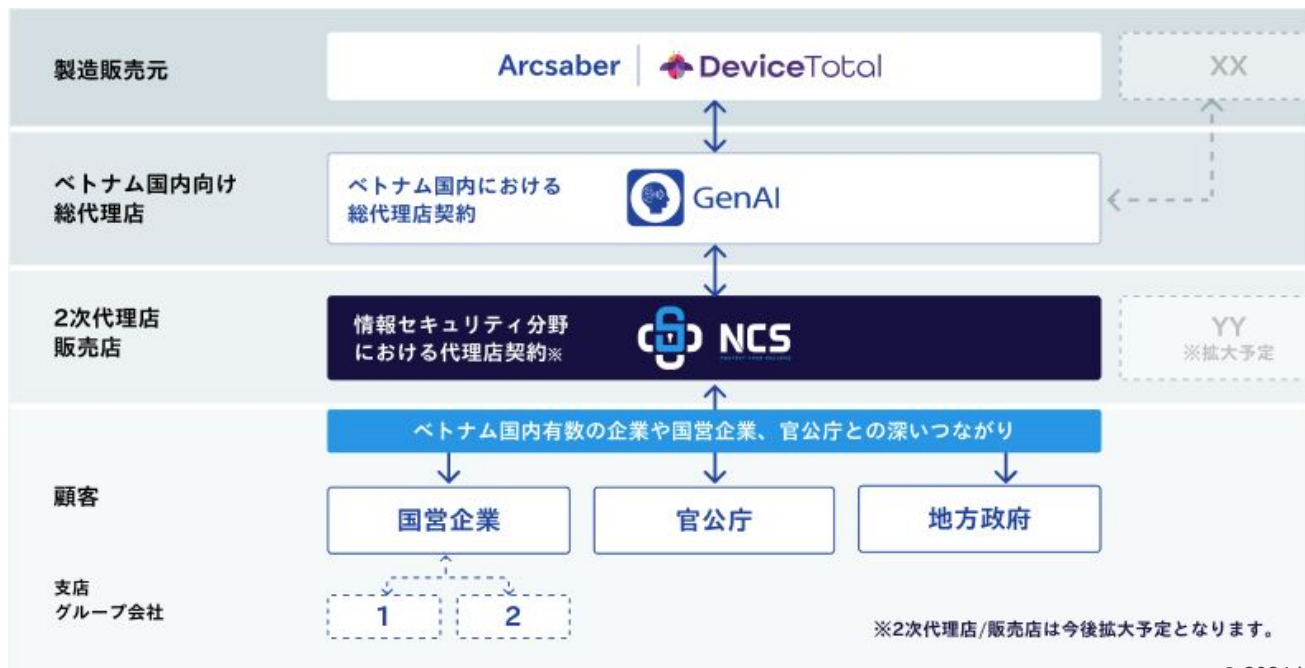 製造販売元
Arcsaber
DeviceTotal
XX
ベトナム国内向け
総代理店
ベトナム国内における
総代理店契約
GenAI
2次代理店
販売店
情報セキュリティ分野
における代理店契約※
NCS
YY
※拡大予定
ベトナム国内有数の企業や国営企業、官公庁との深いつながり
顧客
国営企業
官公庁
地方政府
支店
グループ会社
1
2
※2次代理店/販売店は今後拡大予定となります。